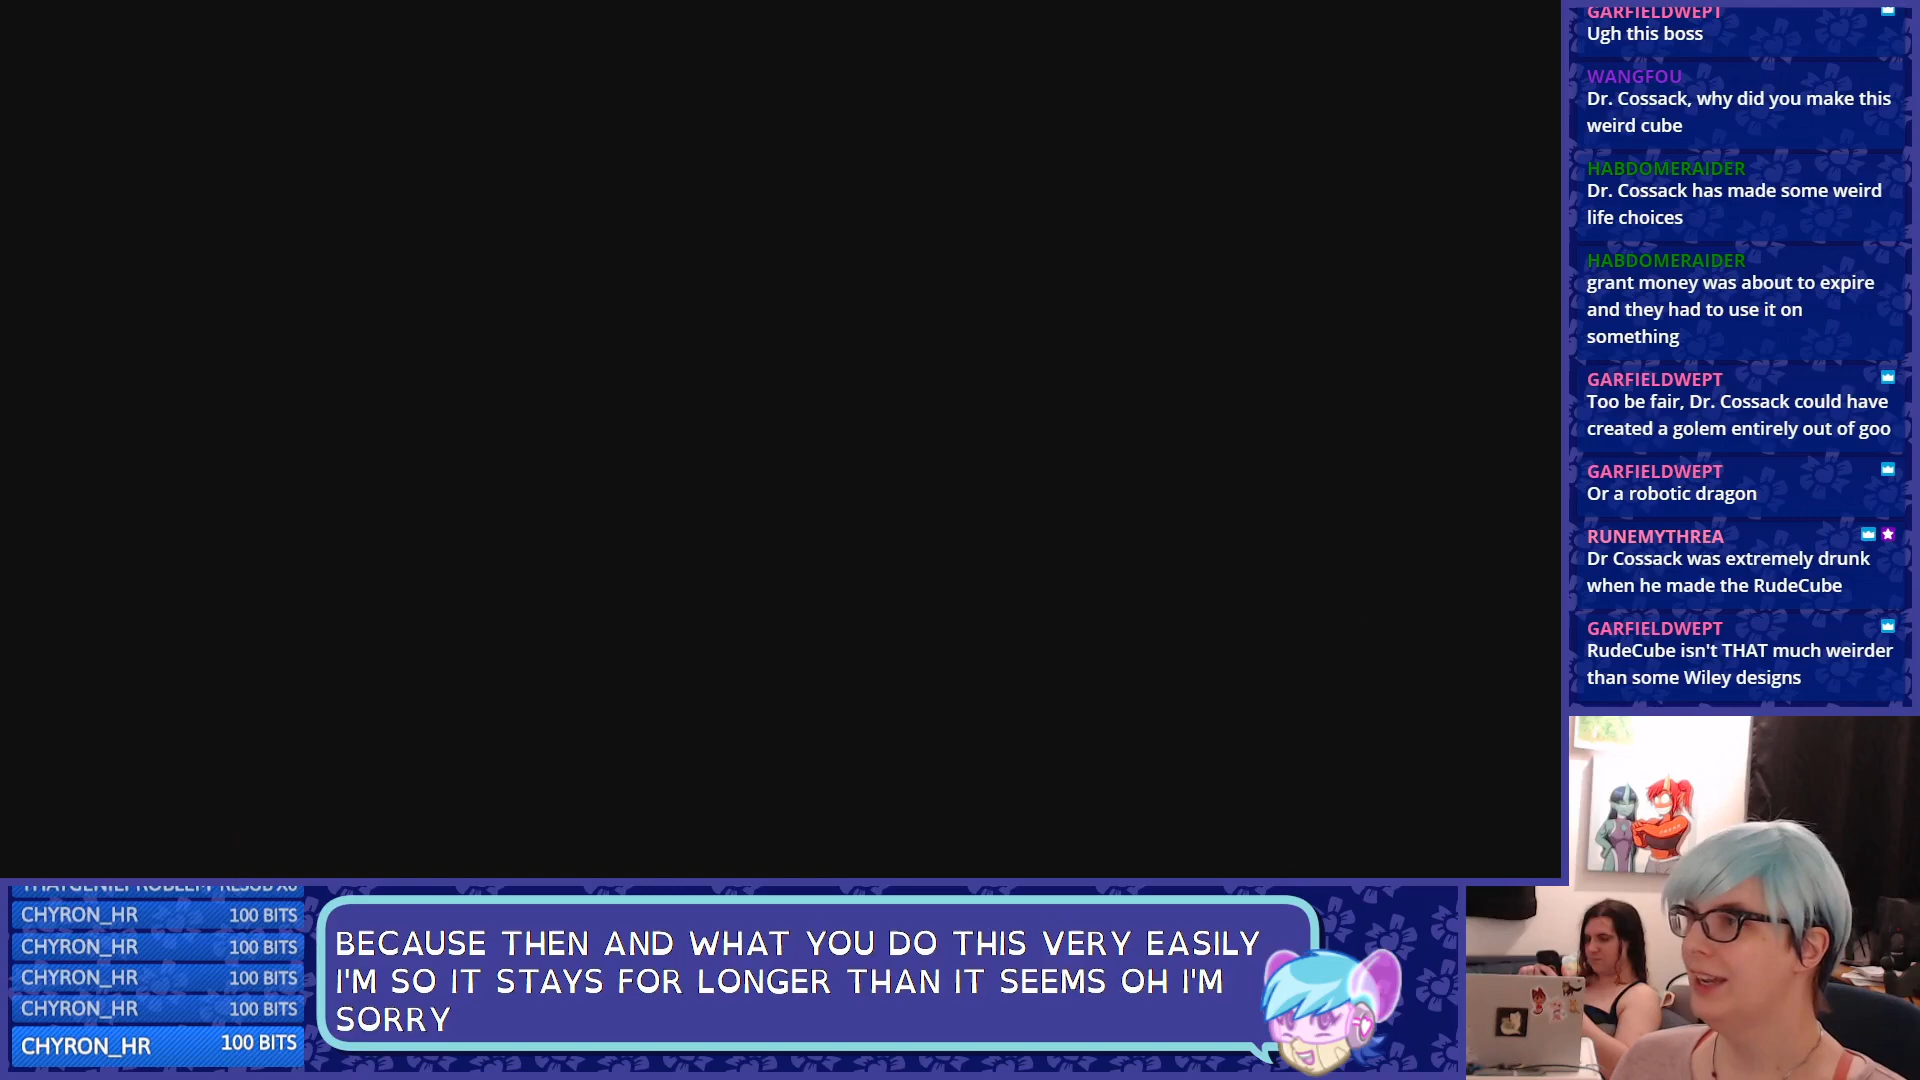 GARFIELDWEPT
Ugh this boss
WANGFOU
Dr. Cossack, why did you make this
weird cube
HABDOMERAIDER
Dr. Cossack has made some weird
life choices
HABDOMERAIDER
grant money was about to expire
and they had to use it on
something
GARFIELDWEPT
Too be fair, Dr. Cossack could have
created a golem entirely out of goo
GARFIELDWEPT
Or a robotic dragon
RUNEMYTHREA
Dr Cossack was extremely drunk
when he made the RudeCube
GARFIELDWEPT
RudeCube isn't THAT much weirder
than some Wiley designs
CHYRON_HR 100 BITS
CHYRON_HR 100 BITS
CHYRON_HR 100 BITS
CHYRON_HR 100 BITS
CHYRON_HR 100 BITS
BECAUSE THEN AND WHAT YOU DO THIS VERY EASILY
I'M SO IT STAYS FOR LONGER THAN IT SEEMS OH I'M
SORRY